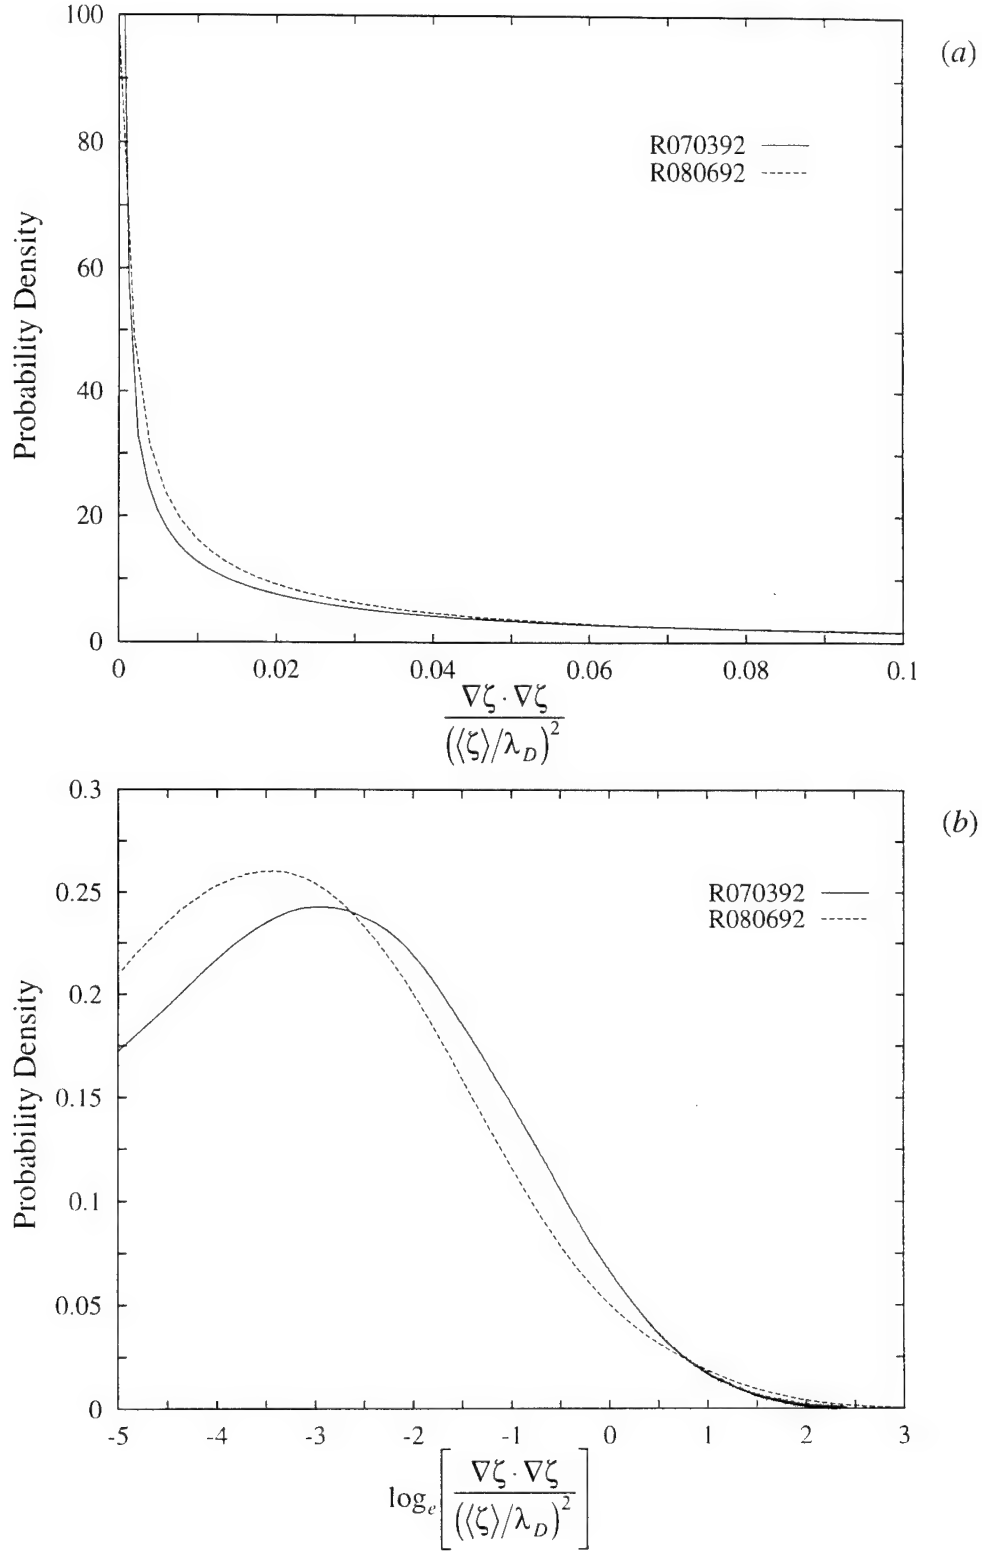 (a)
Probability Density
100
80
60
40
20
0
R070392
R080692
0 0.02 0.04 0.06 0.08 0.1
∇ζ · ∇ζ
(⟨ζ⟩/λ_D)^2
(b)
Probability Density
0.3
0.25
0.2
0.15
0.1
0.05
0
R070392
R080692
-5 -4 -3 -2 -1 0 1 2 3
log_e[∇ζ · ∇ζ
(⟨ζ⟩/λ_D)^2]